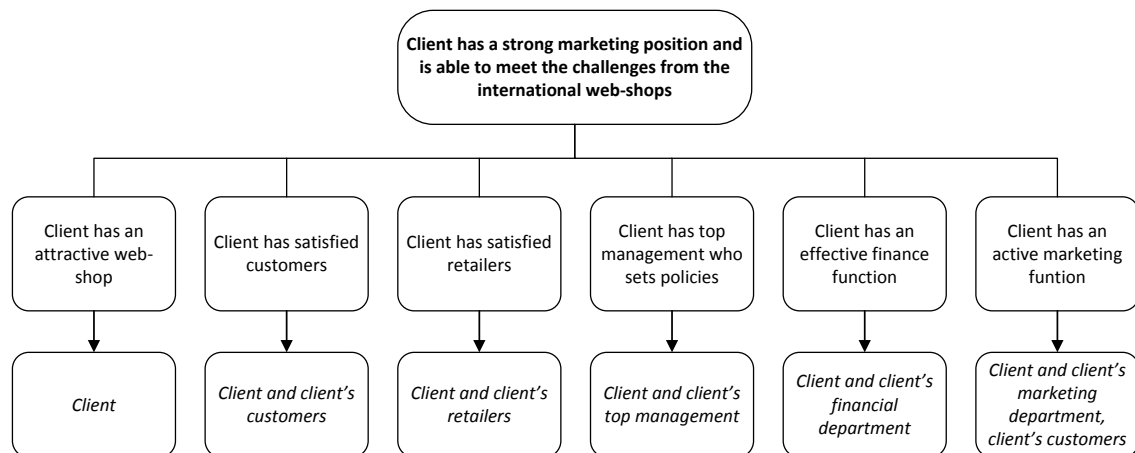 Client has a strong marketing position and
is able to meet the challenges from the
international web-shops
Client has an
attractive web-
shop
Client has satisfied
customers
Client has satisfied
retailers
Client has top
management who
sets policies
Client has an
effective finance
function
Client has an
active marketing
funtion
Client
Client and client’s
customers
Client and client’s
retailers
Client and client’s
top management
Client and client’s
financial
department
Client and client’s
marketing
department,
client’s customers